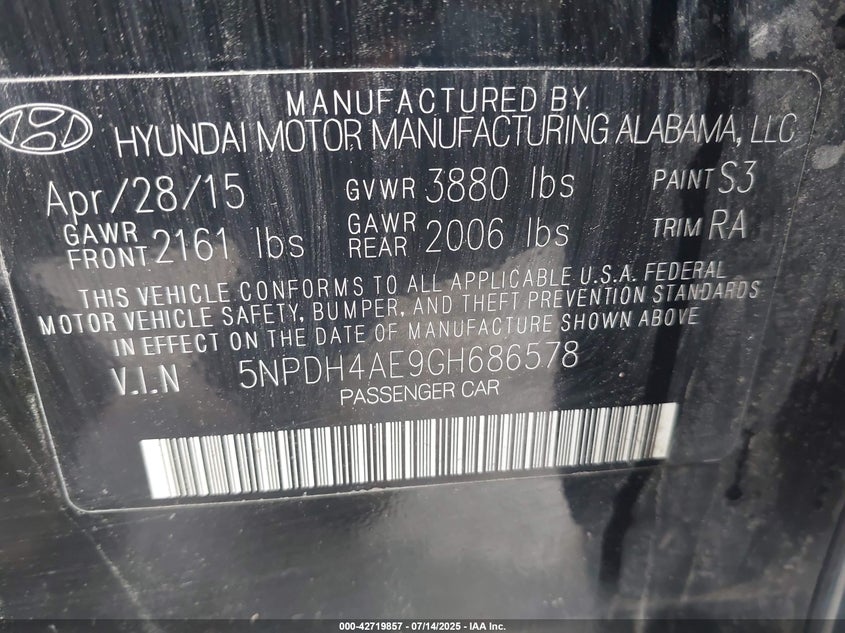 MANUFACTURED BY
HYUNDAI MOTOR MANUFACTURING ALABAMA, LLC
Apr/28/15 GVWR 3880 lbs PAINT S3
GAWR FRONT 2161 lbs GAWR REAR 2006 lbs TRIM RA
THIS VEHICLE CONFORMS TO ALL APPLICABLE U.S.A. FEDERAL
MOTOR VEHICLE SAFETY, BUMPER, AND THEFT PREVENTION STANDARDS
IN EFFECT ON THE DATE OF MANUFACTURE SHOWN ABOVE
V.I.N 5NPDH4AE9GH686578
PASSENGER CAR
000-42719857 - 07/14/2025 - IAA Inc.